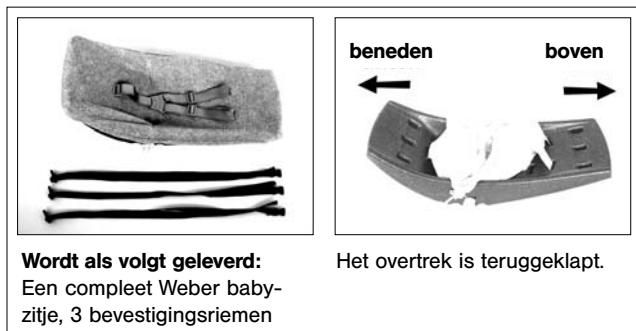 beneden boven
Wordt als volgt geleverd:
Een compleet Weber baby-
zitje, 3 bevestigingsriemen
Het overtrek is teruggeklapt.